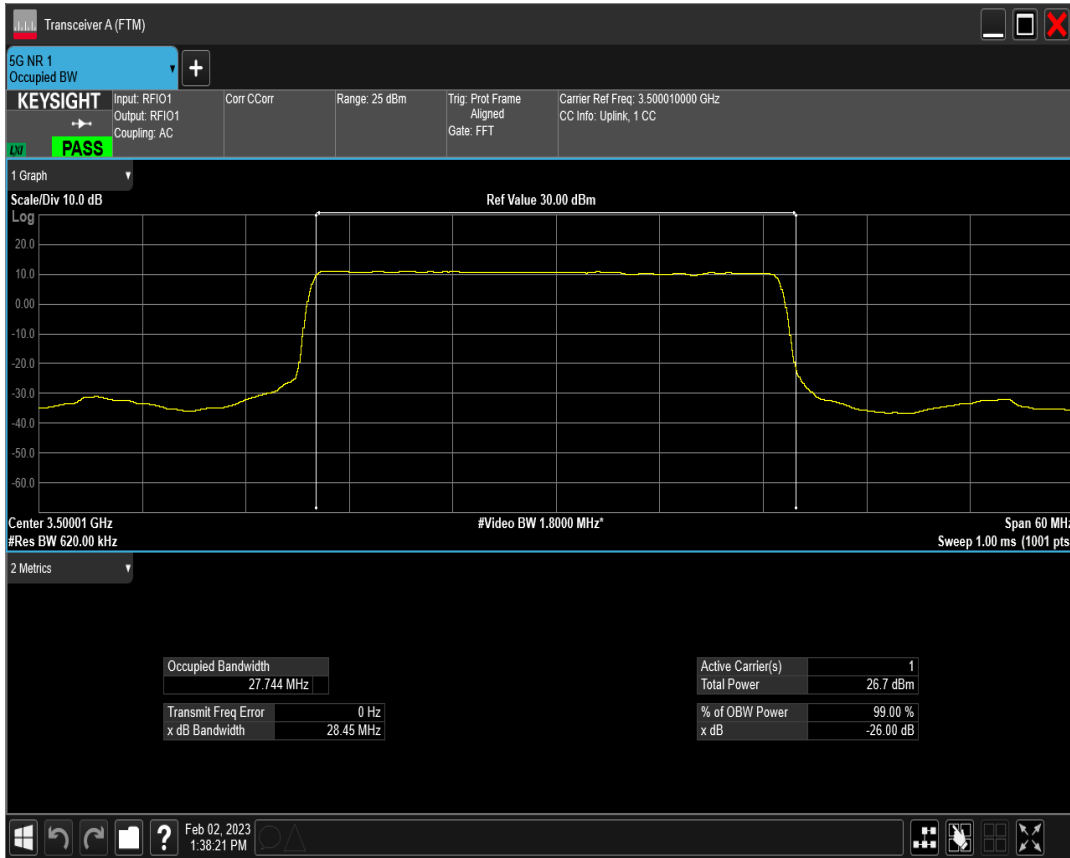 Transceiver A (FTM)
5G NR 1
Occupied BW
+
KEYSIGHT
LXI
PASS
Input: RFIO1
Output: RFIO1
Coupling: AC
Corr CCorr
Range: 25 dBm
Trig: Prot Frame
Aligned
Gate: FFT
Carrier Ref Freq: 3.500010000 GHz
CC Info: Uplink, 1 CC
1 Graph
Scale/Div 10.0 dB
Ref Value 30.00 dBm
Log
20.0
10.0
0.00
-10.0
-20.0
-30.0
-40.0
-50.0
-60.0
Center 3.50001 GHz
#Video BW 1.8000 MHz*
Span 60 MHz
#Res BW 620.00 kHz
Sweep 1.00 ms (1001 pts
2 Metrics
Occupied Bandwidth
27.744 MHz
Transmit Freq Error 0 Hz
x dB Bandwidth 28.45 MHz
Active Carrier(s) 1
Total Power 26.7 dBm
% of OBW Power 99.00 %
x dB -26.00 dB
?
Feb 02, 2023
1:38:21 PM